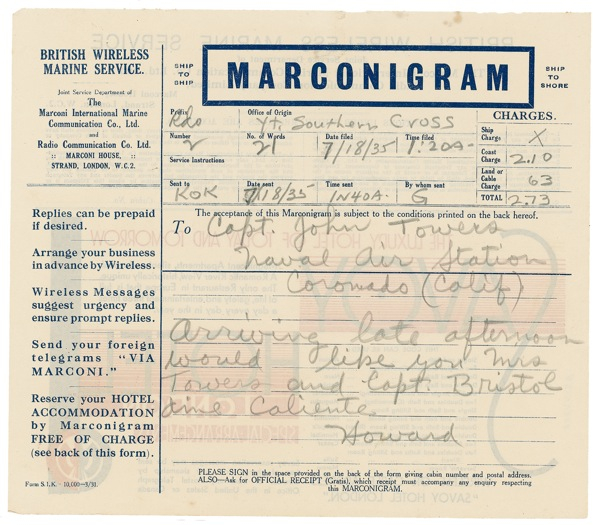 BRITISH WIRELESS
MARINE SERVICE.
Joint Service Department of
The
Marconi International Marine
Communication Co., Ltd.
and
Radio Communication Co. Ltd.
:: MARCONI HOUSE, ::
STRAND, LONDON, W.C.2.
SHIP
TO
SHIP
MARCONIGRAM
SHIP
TO
SHORE
Prefix Rdo Office of Origin Yt. Southern Cross
CHARGES.
Number 2 No. of Words 21 Date filed 7/18/35 Time filed 1:20A-
Ship Charge X
Service Instructions
Coast Charge 2.10
Land or Cable Charge 63
Sent to KOK Date sent 7/18/35 Time sent 1N40A- By whom sent G
TOTAL 2.73
The acceptance of this Marconigram is subject to the conditions printed on the back hereof.
To Capt. John Towers
Naval Air Station
Coronado (Calif)
Arriving late afternoon
would like you Mrs
Towers and Capt. Bristol
dine Caliente
Howard
Replies can be prepaid
if desired.
Arrange your business
in advance by Wireless.
Wireless Messages
suggest urgency and
ensure prompt replies.
Send your foreign
telegrams "VIA
MARCONI."
Reserve your HOTEL
ACCOMMODATION
by Marconigram
FREE OF CHARGE
(see back of this form).
Form S.1.K. - 10,000-3/30.
PLEASE SIGN in the space provided on the back of the form giving cabin number and postal address.
ALSO—Ask for OFFICIAL RECEIPT (Gratis), which receipt must accompany any enquiry respecting
this MARCONIGRAM.